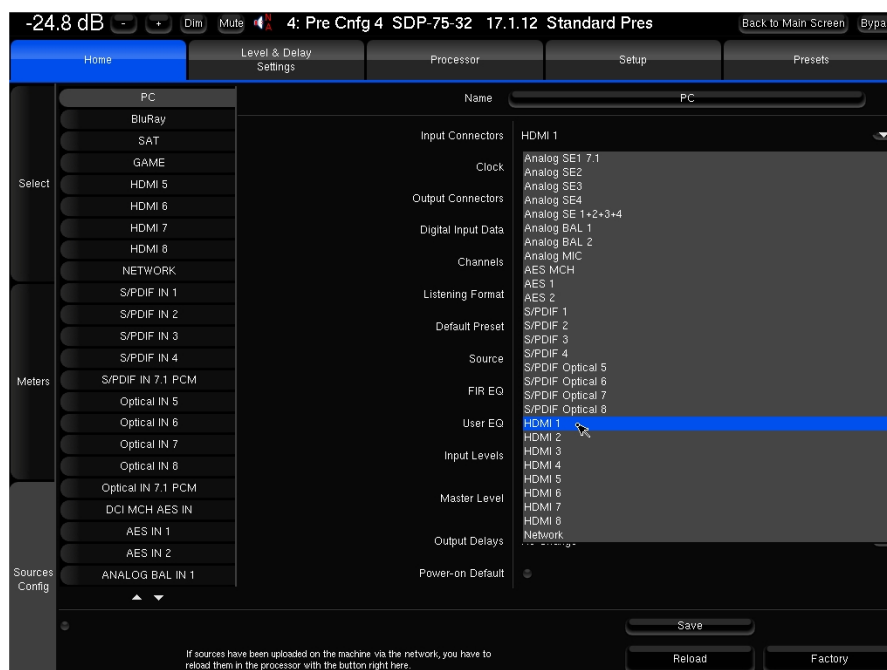 -24.8 dB - + Dim Mute 4: Pre Cnfg 4 SDP-75-32 17.1.12 Standard Pres Back to Main Screen
Home
Level & Delay
Settings
Processor
Setup
Presets
Select
Meters
Sources
Config
PC
BluRay
SAT
GAME
HDMI 5
HDMI 6
HDMI 7
HDMI 8
NETWORK
S/PDIF IN 1
S/PDIF IN 2
S/PDIF IN 3
S/PDIF IN 4
S/PDIF IN 7.1 PCM
Optical IN 5
Optical IN 6
Optical IN 7
Optical IN 8
Optical IN 7.1 PCM
DCI MCH AES IN
AES IN 1
AES IN 2
ANALOG BAL IN 1
Name PC
Input Connectors HDMI 1
Clock
Output Connectors
Digital Input Data
Channels
Listening Format
Default Preset
Source
FIR EQ
User EQ
Input Levels
Master Level
Output Delays
Power-on Default
Analog SE1 7.1
Analog SE2
Analog SE3
Analog SE4
Analog SE 1+2+3+4
Analog BAL 1
Analog BAL 2
Analog MIC
AES MCH
AES 1
AES 2
S/PDIF 1
S/PDIF 2
S/PDIF 3
S/PDIF 4
S/PDIF Optical 5
S/PDIF Optical 6
S/PDIF Optical 7
S/PDIF Optical 8
HDMI 1
HDMI 2
HDMI 3
HDMI 4
HDMI 5
HDMI 6
HDMI 7
HDMI 8
Network
Save
If sources have been uploaded on the machine via the network, you have to
reload them in the processor with the button right here.
Reload
Factory